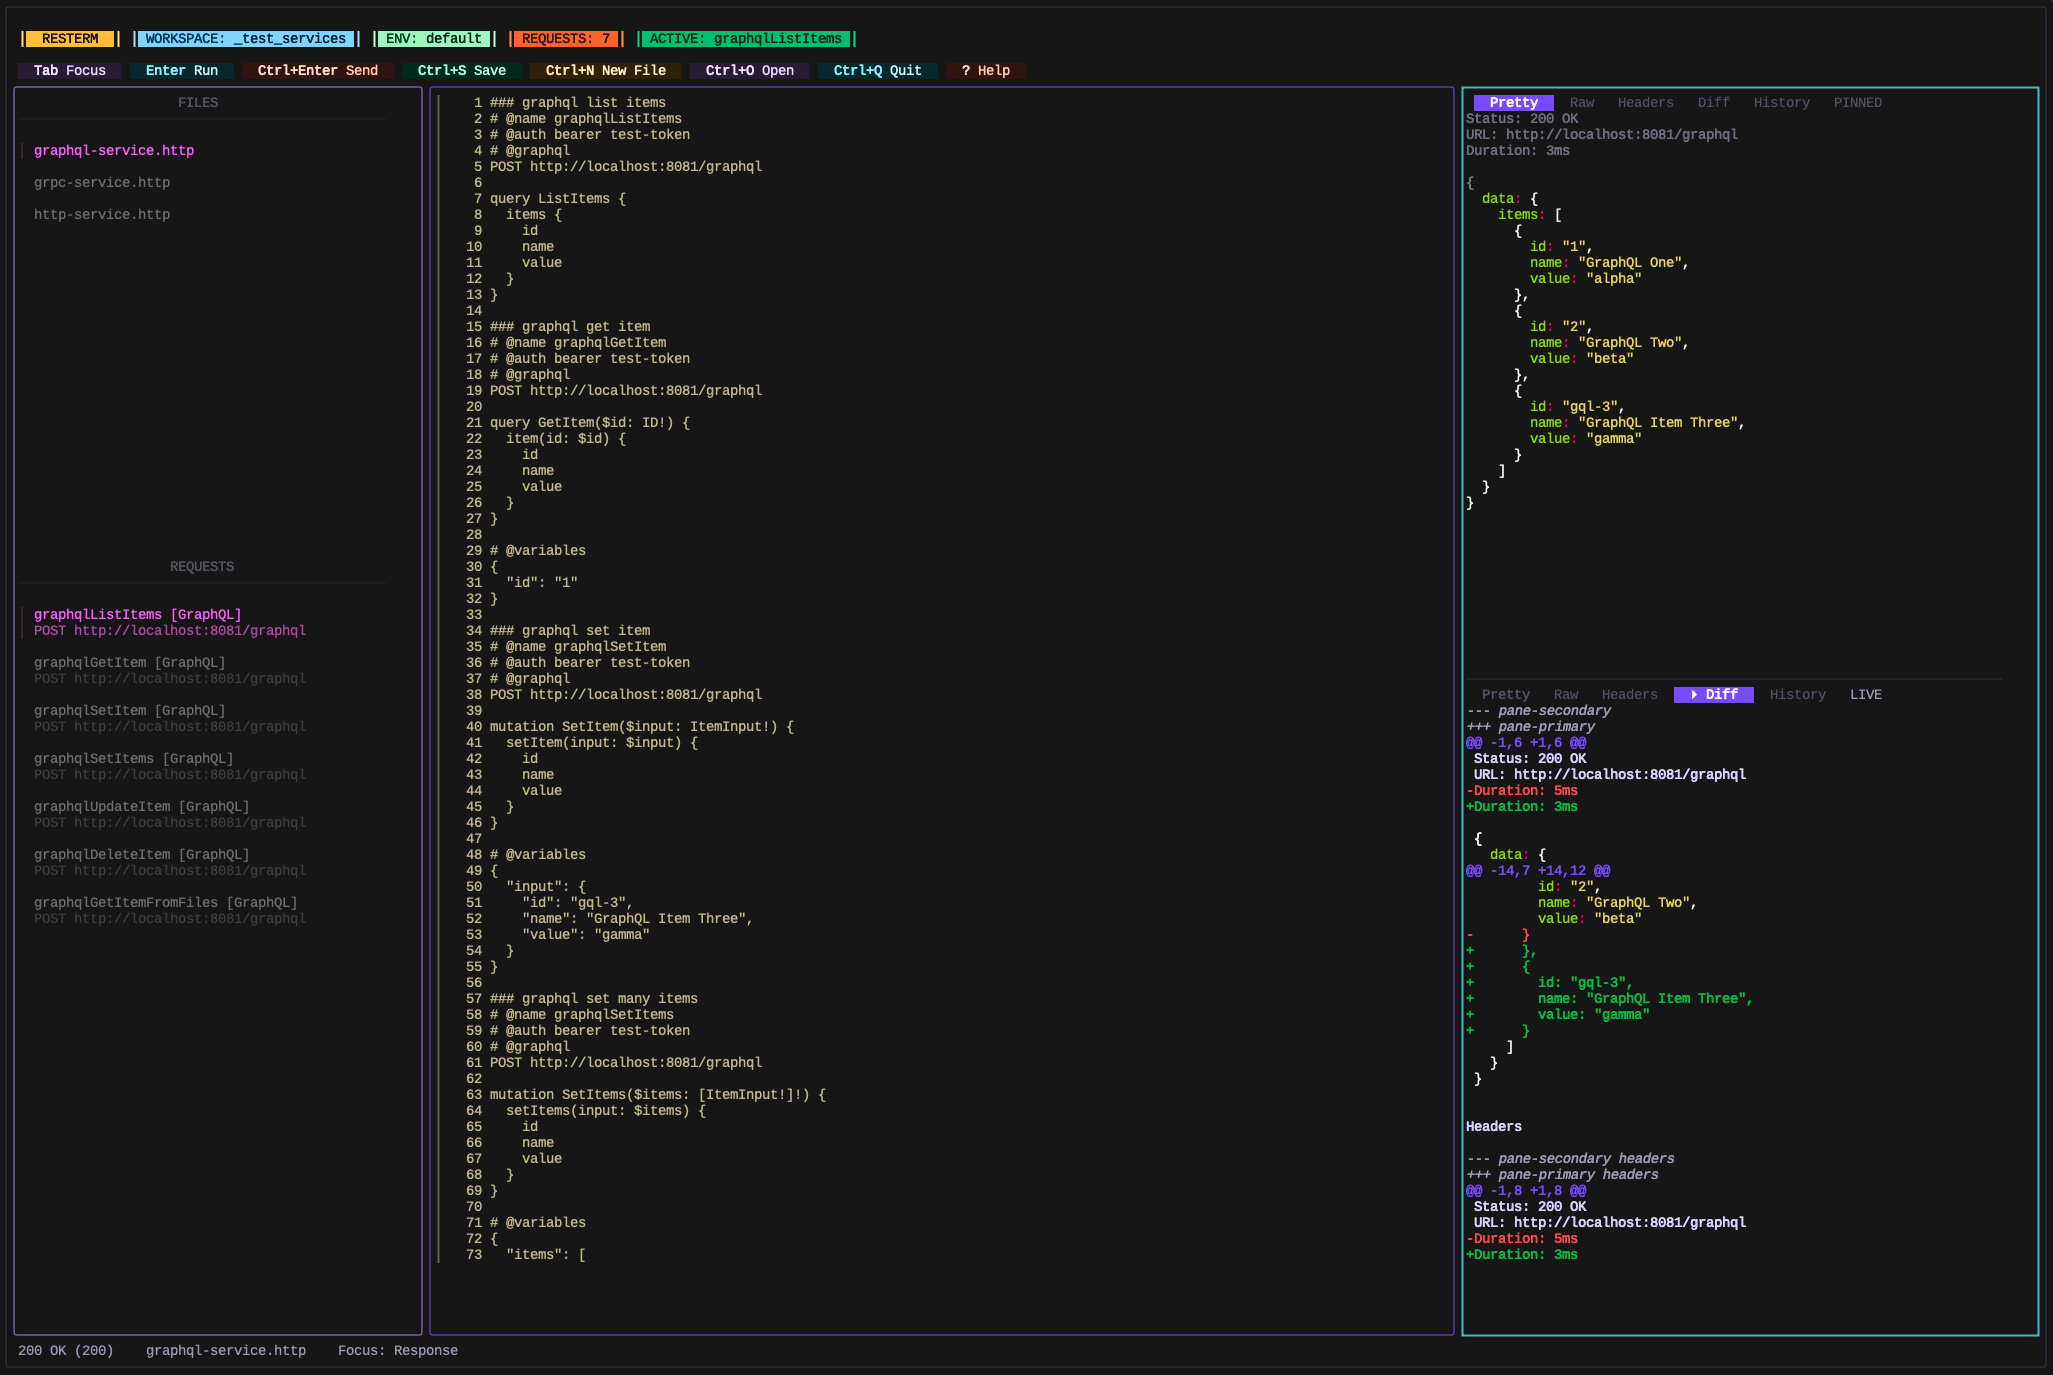 RESTERM WORKSPACE: _test_services ENV: default REQUESTS: 7 ACTIVE: graphqlListItems
Tab Focus Enter Run Ctrl+Enter Send Ctrl+S Save Ctrl+N New File Ctrl+O Open Ctrl+Q Quit ? Help
FILES
graphql-service.http
grpc-service.http
http-service.http
REQUESTS
graphqlListItems [GraphQL]
POST http://localhost:8081/graphql
graphqlGetItem [GraphQL]
POST http://localhost:8081/graphql
graphqlSetItem [GraphQL]
POST http://localhost:8081/graphql
graphqlSetItems [GraphQL]
POST http://localhost:8081/graphql
graphqlUpdateItem [GraphQL]
POST http://localhost:8081/graphql
graphqlDeleteItem [GraphQL]
POST http://localhost:8081/graphql
graphqlGetItemFromFiles [GraphQL]
POST http://localhost:8081/graphql
1 ### graphql list items
2 # @name graphqlListItems
3 # @auth bearer test-token
4 # @graphql
5 POST http://localhost:8081/graphql
6
7 query ListItems {
8   items {
9     id
10     name
11     value
12   }
13 }
14
15 ### graphql get item
16 # @name graphqlGetItem
17 # @auth bearer test-token
18 # @graphql
19 POST http://localhost:8081/graphql
20
21 query GetItem($id: ID!) {
22   item(id: $id) {
23     id
24     name
25     value
26   }
27 }
28
29 # @variables
30 {
31   "id": "1"
32 }
33
34 ### graphql set item
35 # @name graphqlSetItem
36 # @auth bearer test-token
37 # @graphql
38 POST http://localhost:8081/graphql
39
40 mutation SetItem($input: ItemInput!) {
41   setItem(input: $input) {
42     id
43     name
44     value
45   }
46 }
47
48 # @variables
49 {
50   "input": {
51     "id": "gql-3",
52     "name": "GraphQL Item Three",
53     "value": "gamma"
54   }
55 }
56
57 ### graphql set many items
58 # @name graphqlSetItems
59 # @auth bearer test-token
60 # @graphql
61 POST http://localhost:8081/graphql
62
63 mutation SetItems($items: [ItemInput!]!) {
64   setItems(input: $items) {
65     id
66     name
67     value
68   }
69 }
70
71 # @variables
72 {
73   "items": [
Pretty Raw Headers Diff History PINNED
Status: 200 OK
URL: http://localhost:8081/graphql
Duration: 3ms
{
  data: {
    items: [
      {
        id: "1",
        name: "GraphQL One",
        value: "alpha"
      },
      {
        id: "2",
        name: "GraphQL Two",
        value: "beta"
      },
      {
        id: "gql-3",
        name: "GraphQL Item Three",
        value: "gamma"
      }
    ]
  }
}
Pretty Raw Headers Diff History LIVE
--- pane-secondary
+++ pane-primary
@@ -1,6 +1,6 @@
 Status: 200 OK
 URL: http://localhost:8081/graphql
-Duration: 5ms
+Duration: 3ms
 {
   data: {
@@ -14,7 +14,12 @@
         id: "2",
         name: "GraphQL Two",
         value: "beta"
-      }
+      },
+      {
+        id: "gql-3",
+        name: "GraphQL Item Three",
+        value: "gamma"
+      }
     ]
   }
 }
Headers
--- pane-secondary headers
+++ pane-primary headers
@@ -1,8 +1,8 @@
 Status: 200 OK
 URL: http://localhost:8081/graphql
-Duration: 5ms
+Duration: 3ms
200 OK (200) graphql-service.http Focus: Response